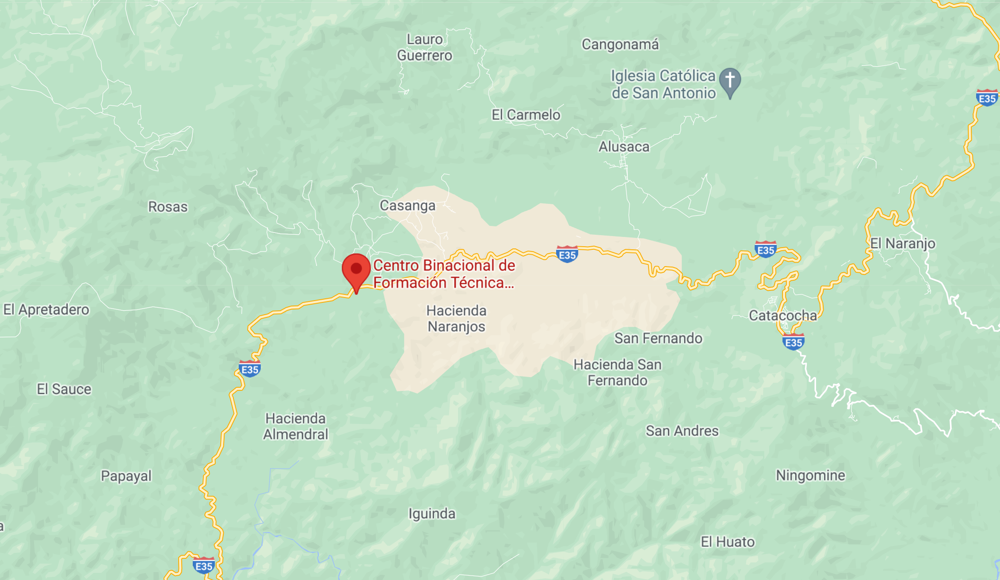 Lauro
Guerrero
Cangonamá
Iglesia Católica
de San Antonio
E35
El Carmelo
Alusaca
Rosas
Casanga
E35
E35
El Naranjo
Centro Binacional de
Formación Técnica...
El Apretadero
Hacienda
Naranjos
Catacocha
San Fernando
E35
E35
Hacienda San
Fernando
El Sauce
Hacienda
Almendral
San Andres
Papayal
Ningomine
Iguinda
a
El Huato
E35